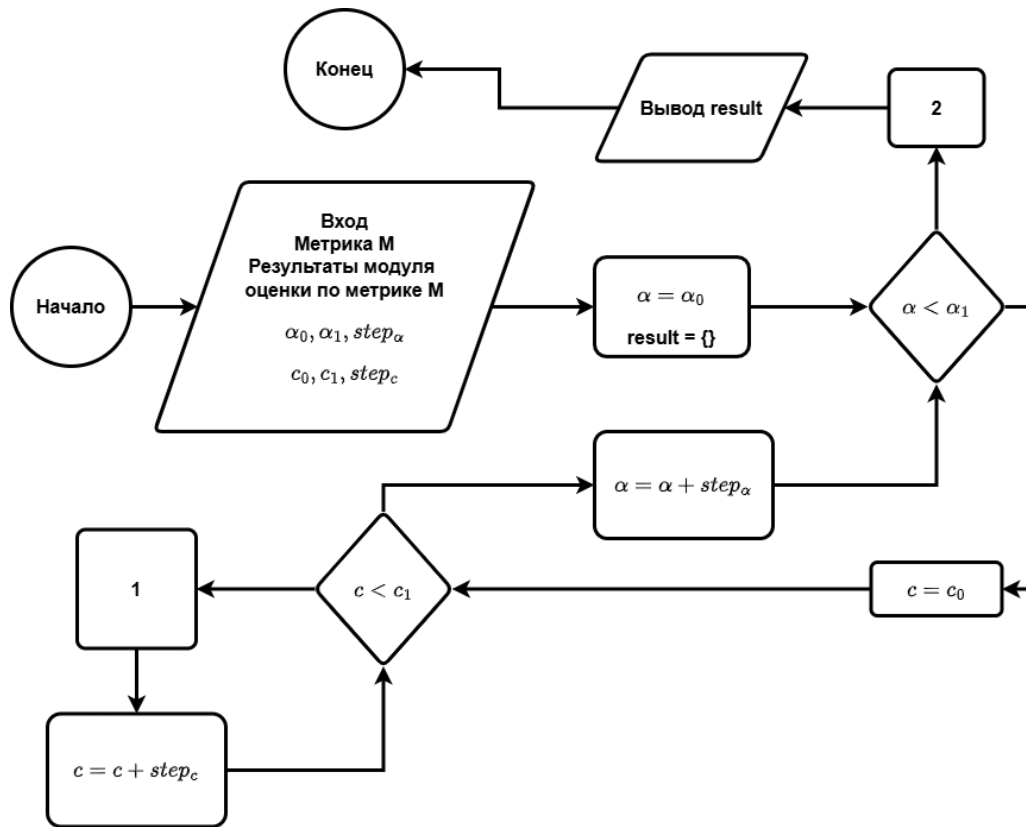 Конец
Вывод result
2
Начало
Вход
Метрика М
Результаты модуля
оценки по метрике М
α₀, α₁, step_α
c₀, c₁, step_c
α = α₀
result = {}
α < α₁
α = α + step_α
1
c < c₁
c = c₀
c = c + step_c